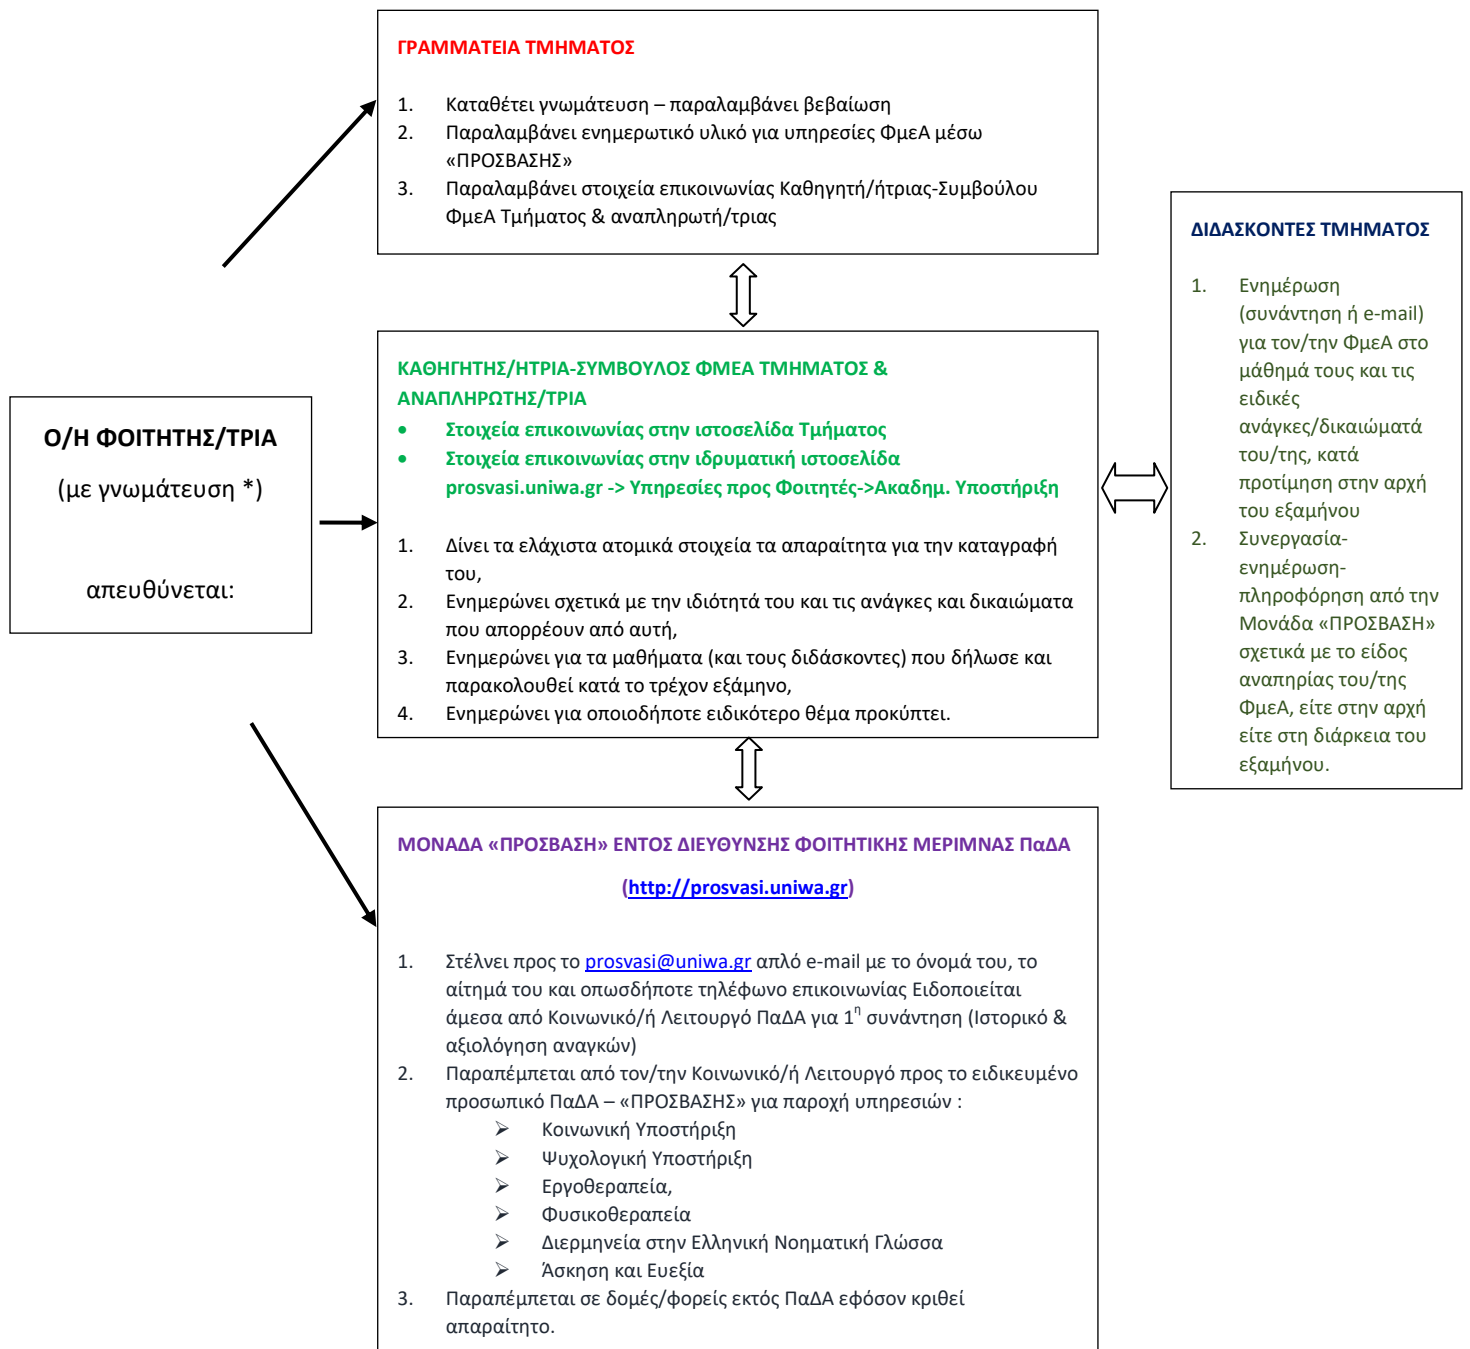 ΓΡΑΜΜΑΤΕΙΑ ΤΜΗΜΑΤΟΣ
1. Καταθέτει γνωμάτευση – παραλαμβάνει βεβαίωση
2. Παραλαμβάνει ενημερωτικό υλικό για υπηρεσίες ΦμεΑ μέσω
«ΠΡΟΣΒΑΣΗΣ»
3. Παραλαμβάνει στοιχεία επικοινωνίας Καθηγητή/ήτριας-Συμβούλου
ΦμεΑ Τμήματος & αναπληρωτή/τριας
Ο/Η ΦΟΙΤΗΤΗΣ/ΤΡΙΑ
(με γνωμάτευση *)
απευθύνεται:
ΚΑΘΗΓΗΤΗΣ/ΗΤΡΙΑ-ΣΥΜΒΟΥΛΟΣ ΦΜΕΑ ΤΜΗΜΑΤΟΣ &
ΑΝΑΠΛΗΡΩΤΗΣ/ΤΡΙΑ
• Στοιχεία επικοινωνίας στην ιστοσελίδα Τμήματος
• Στοιχεία επικοινωνίας στην ιδρυματική ιστοσελίδα
prosvasi.uniwa.gr -> Υπηρεσίες προς Φοιτητές->Ακαδημ. Υποστήριξη
1. Δίνει τα ελάχιστα ατομικά στοιχεία τα απαραίτητα για την καταγραφή
του,
2. Ενημερώνει σχετικά με την ιδιότητά του και τις ανάγκες και δικαιώματα
που απορρέουν από αυτή,
3. Ενημερώνει για τα μαθήματα (και τους διδάσκοντες) που δήλωσε και
παρακολουθεί κατά το τρέχον εξάμηνο,
4. Ενημερώνει για οποιοδήποτε ειδικότερο θέμα προκύπτει.
ΔΙΔΑΣΚΟΝΤΕΣ ΤΜΗΜΑΤΟΣ
1. Ενημέρωση
(συνάντηση ή e-mail)
για τον/την ΦμεΑ στο
μάθημά τους και τις
ειδικές
ανάγκες/δικαιώματά
του/της, κατά
προτίμηση στην αρχή
του εξαμήνου
2. Συνεργασία-
ενημέρωση-
πληροφόρηση από την
Μονάδα «ΠΡΟΣΒΑΣΗ»
σχετικά με το είδος
αναπηρίας του/της
ΦμεΑ, είτε στην αρχή
είτε στη διάρκεια του
εξαμήνου.
ΜΟΝΑΔΑ «ΠΡΟΣΒΑΣΗ» ΕΝΤΟΣ ΔΙΕΥΘΥΝΣΗΣ ΦΟΙΤΗΤΙΚΗΣ ΜΕΡΙΜΝΑΣ ΠαΔΑ
(http://prosvasi.uniwa.gr)
1. Στέλνει προς το prosvasi@uniwa.gr απλό e-mail με το όνομά του, το
αίτημά του και οπωσδήποτε τηλέφωνο επικοινωνίας Ειδοποιείται
άμεσα από Κοινωνικό/ή Λειτουργό ΠαΔΑ για 1η συνάντηση (Ιστορικό &
αξιολόγηση αναγκών)
2. Παραπέμπεται από τον/την Κοινωνικό/ή Λειτουργό προς το ειδικευμένο
προσωπικό ΠαΔΑ – «ΠΡΟΣΒΑΣΗΣ» για παροχή υπηρεσιών :
➢ Κοινωνική Υποστήριξη
➢ Ψυχολογική Υποστήριξη
➢ Εργοθεραπεία,
➢ Φυσικοθεραπεία
➢ Διερμηνεία στην Ελληνική Νοηματική Γλώσσα
➢ Άσκηση και Ευεξία
3. Παραπέμπεται σε δομές/φορείς εκτός ΠαΔΑ εφόσον κριθεί
απαραίτητο.